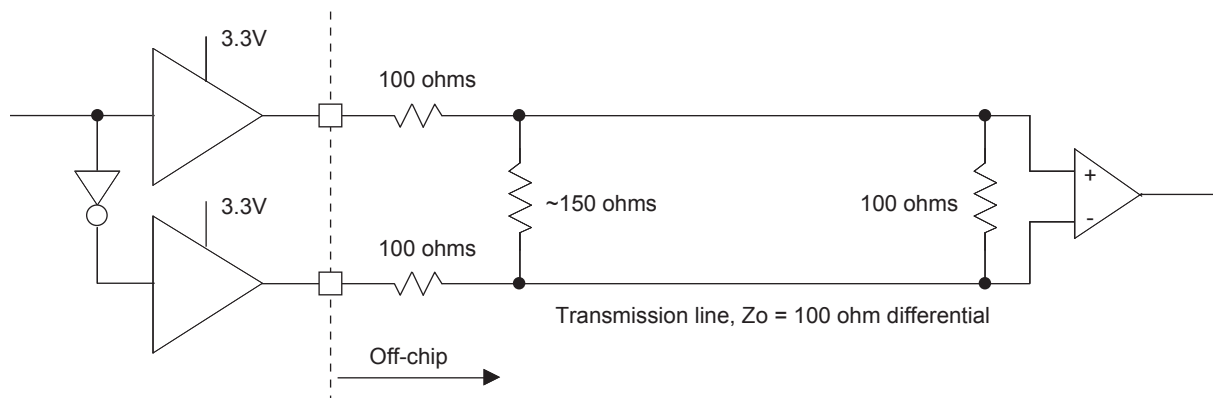 3.3V
100 ohms
+
-
~150 ohms
100 ohms
3.3V
100 ohms
Transmission line, Zo = 100 ohm differential
Off-chip